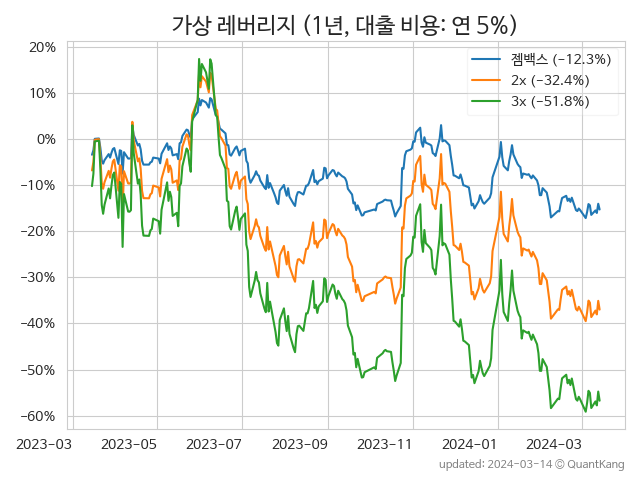 가상 레버리지 (1년, 대출 비용: 연 5%)
젬백스 (−12.3%)
2x (−32.4%)
3x (−51.8%)
20%
10%
0%
−10%
−20%
−30%
−40%
−50%
−60%
2023-03 2023-05 2023-07 2023-09 2023-11 2024-01 2024-03
updated: 2024-03-14 ⓒ QuantKang